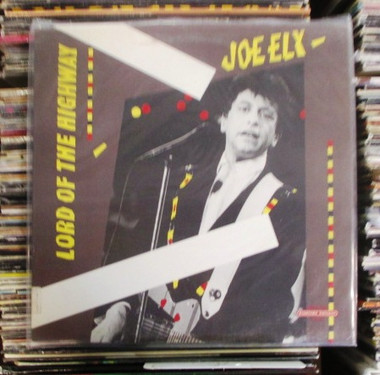 JOE ELY -
LORD OF THE HIGHWAY